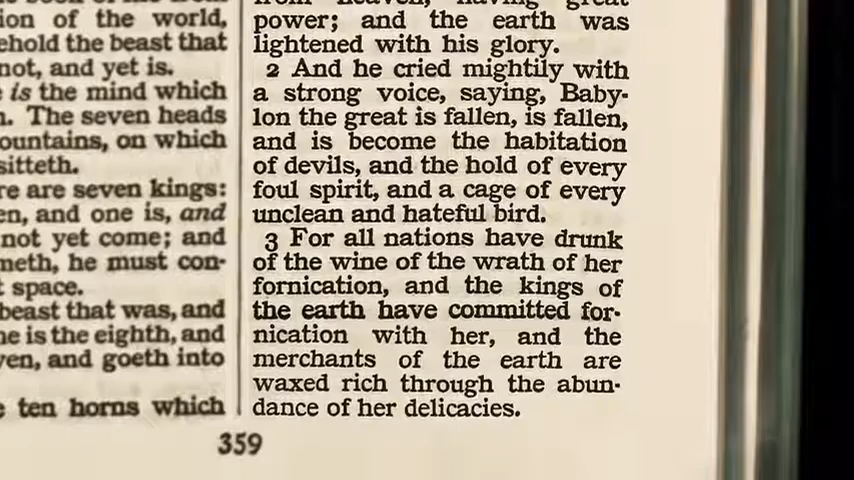 ion of the world,
ehold the beast that
not, and yet is.
is the mind which
The seven heads
ountains, on which
sitteth.
re are seven kings:
en, and one is, and
not yet come; and
meth, he must con-
space.
beast that was, and
ne is the eighth, and
ven, and goeth into
ten horns which
from heaven, having great
power; and the earth was
lightened with his glory.
2 And he cried mightily with
a strong voice, saying, Baby-
lon the great is fallen, is fallen,
and is become the habitation
of devils, and the hold of every
foul spirit, and a cage of every
unclean and hateful bird.
3 For all nations have drunk
of the wine of the wrath of her
fornication, and the kings of
the earth have committed for-
nication with her, and the
merchants of the earth are
waxed rich through the abun-
dance of her delicacies.
359